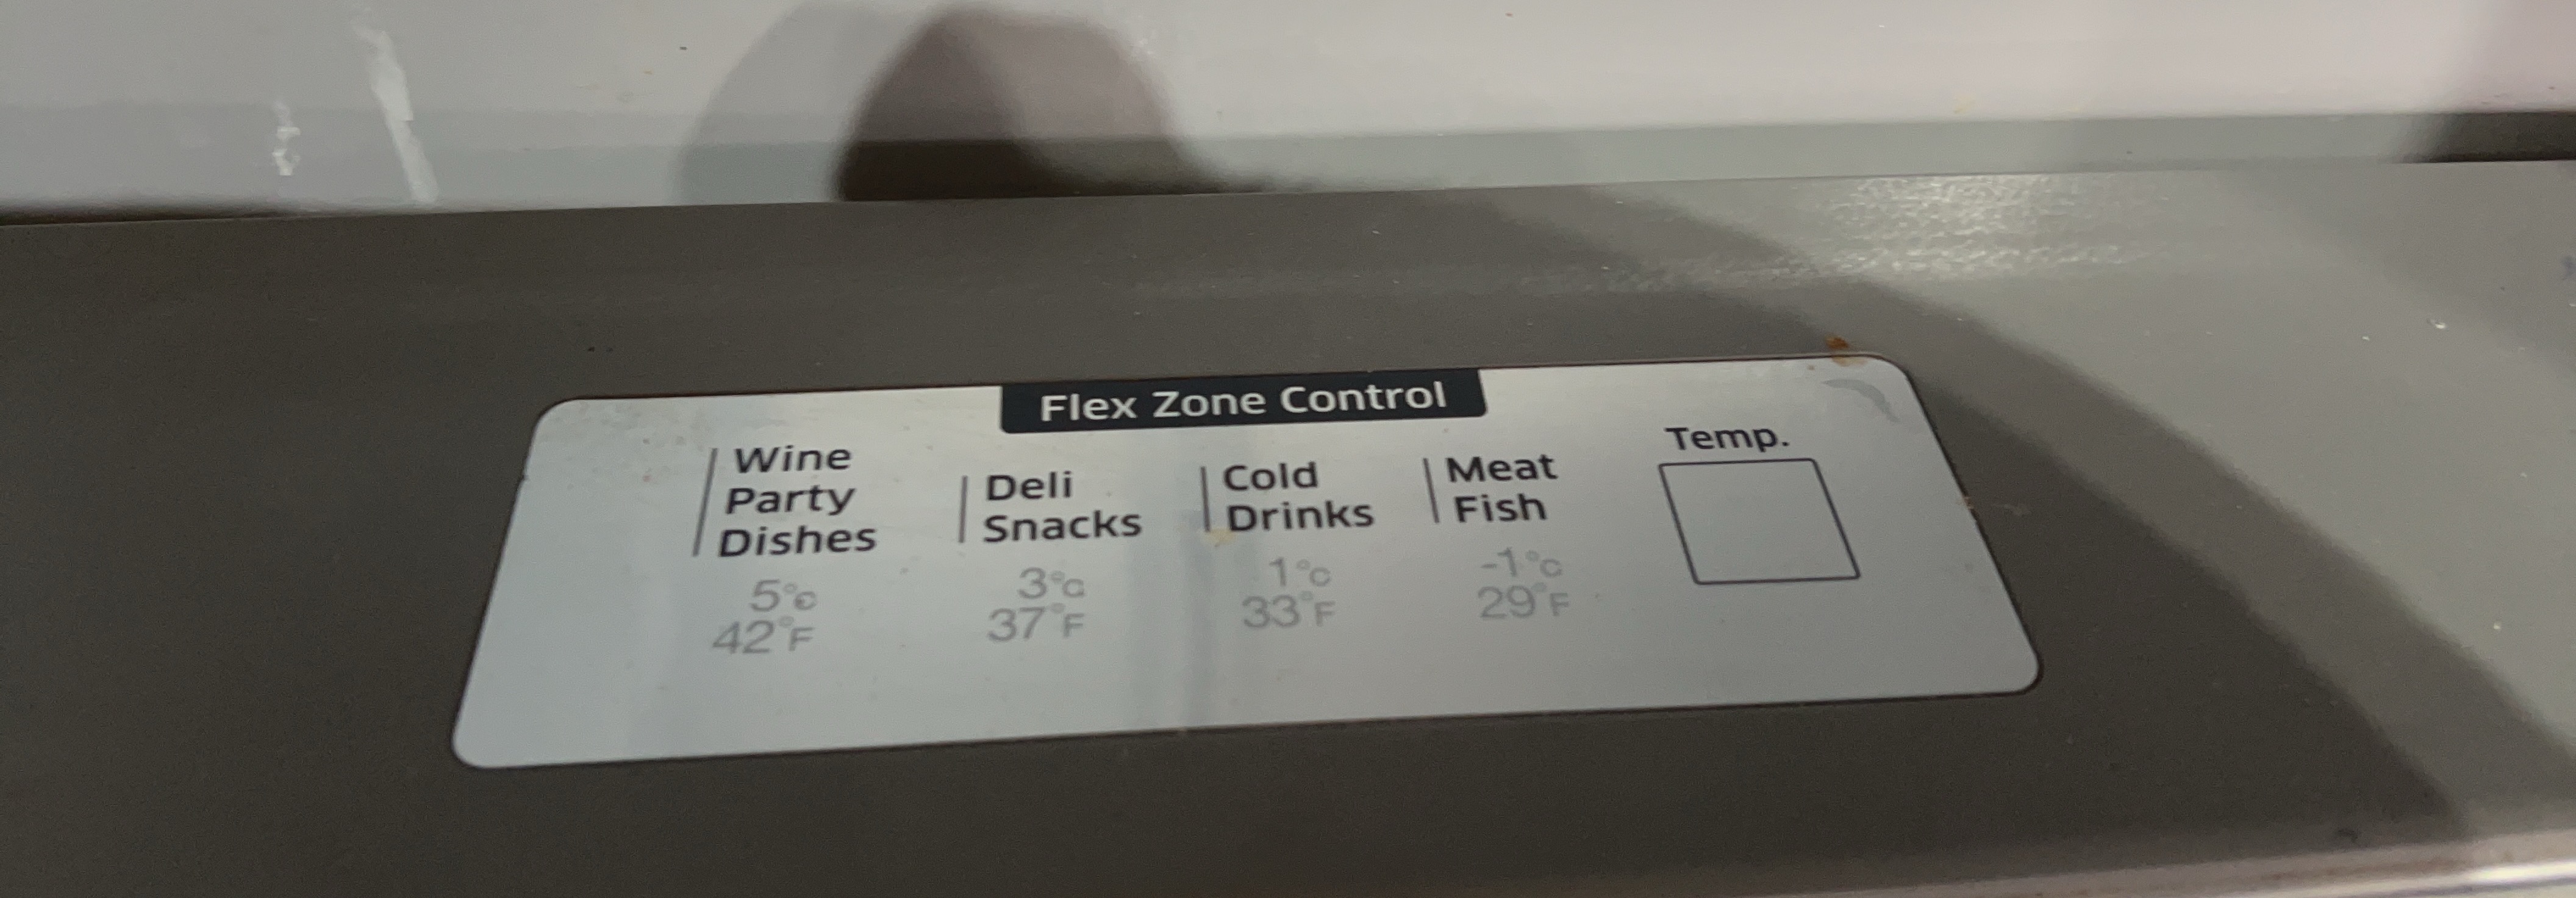 Flex Zone Control
Wine
Party
Dishes
5°C
42°F
Deli
Snacks
3°C
37°F
Cold
Drinks
1°C
33°F
Meat
Fish
-1°C
29°F
Temp.